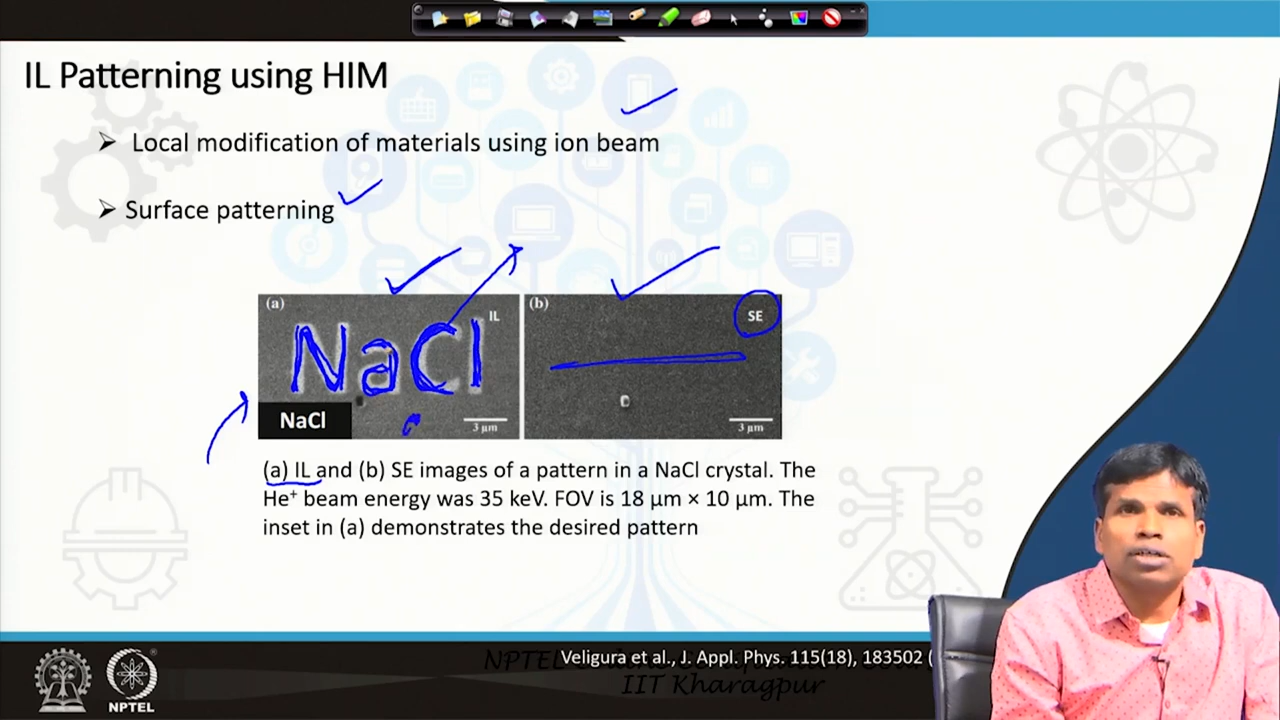 IL Patterning using HIM
➤ Local modification of materials using ion beam
➤ Surface patterning
(a)
IL
NaCl
NaCl
3 μm
(b)
SE
3 μm
(a) IL and (b) SE images of a pattern in a NaCl crystal. The
He⁺ beam energy was 35 keV. FOV is 18 μm × 10 μm. The
inset in (a) demonstrates the desired pattern
Veligura et al., J. Appl. Phys. 115(18), 183502 (
NPTEL
IIT Kharagpur
NPTEL